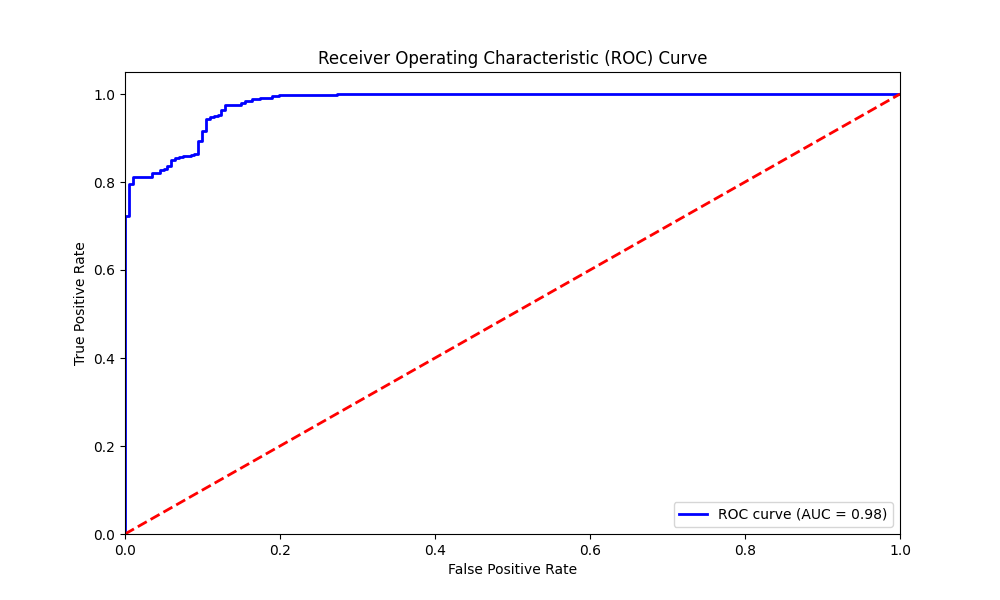 Receiver Operating Characteristic (ROC) Curve
1.0
0.8
0.6
0.4
0.2
0.0
True Positive Rate
ROC curve (AUC = 0.98)
0.0 0.2 0.4 0.6 0.8 1.0
False Positive Rate